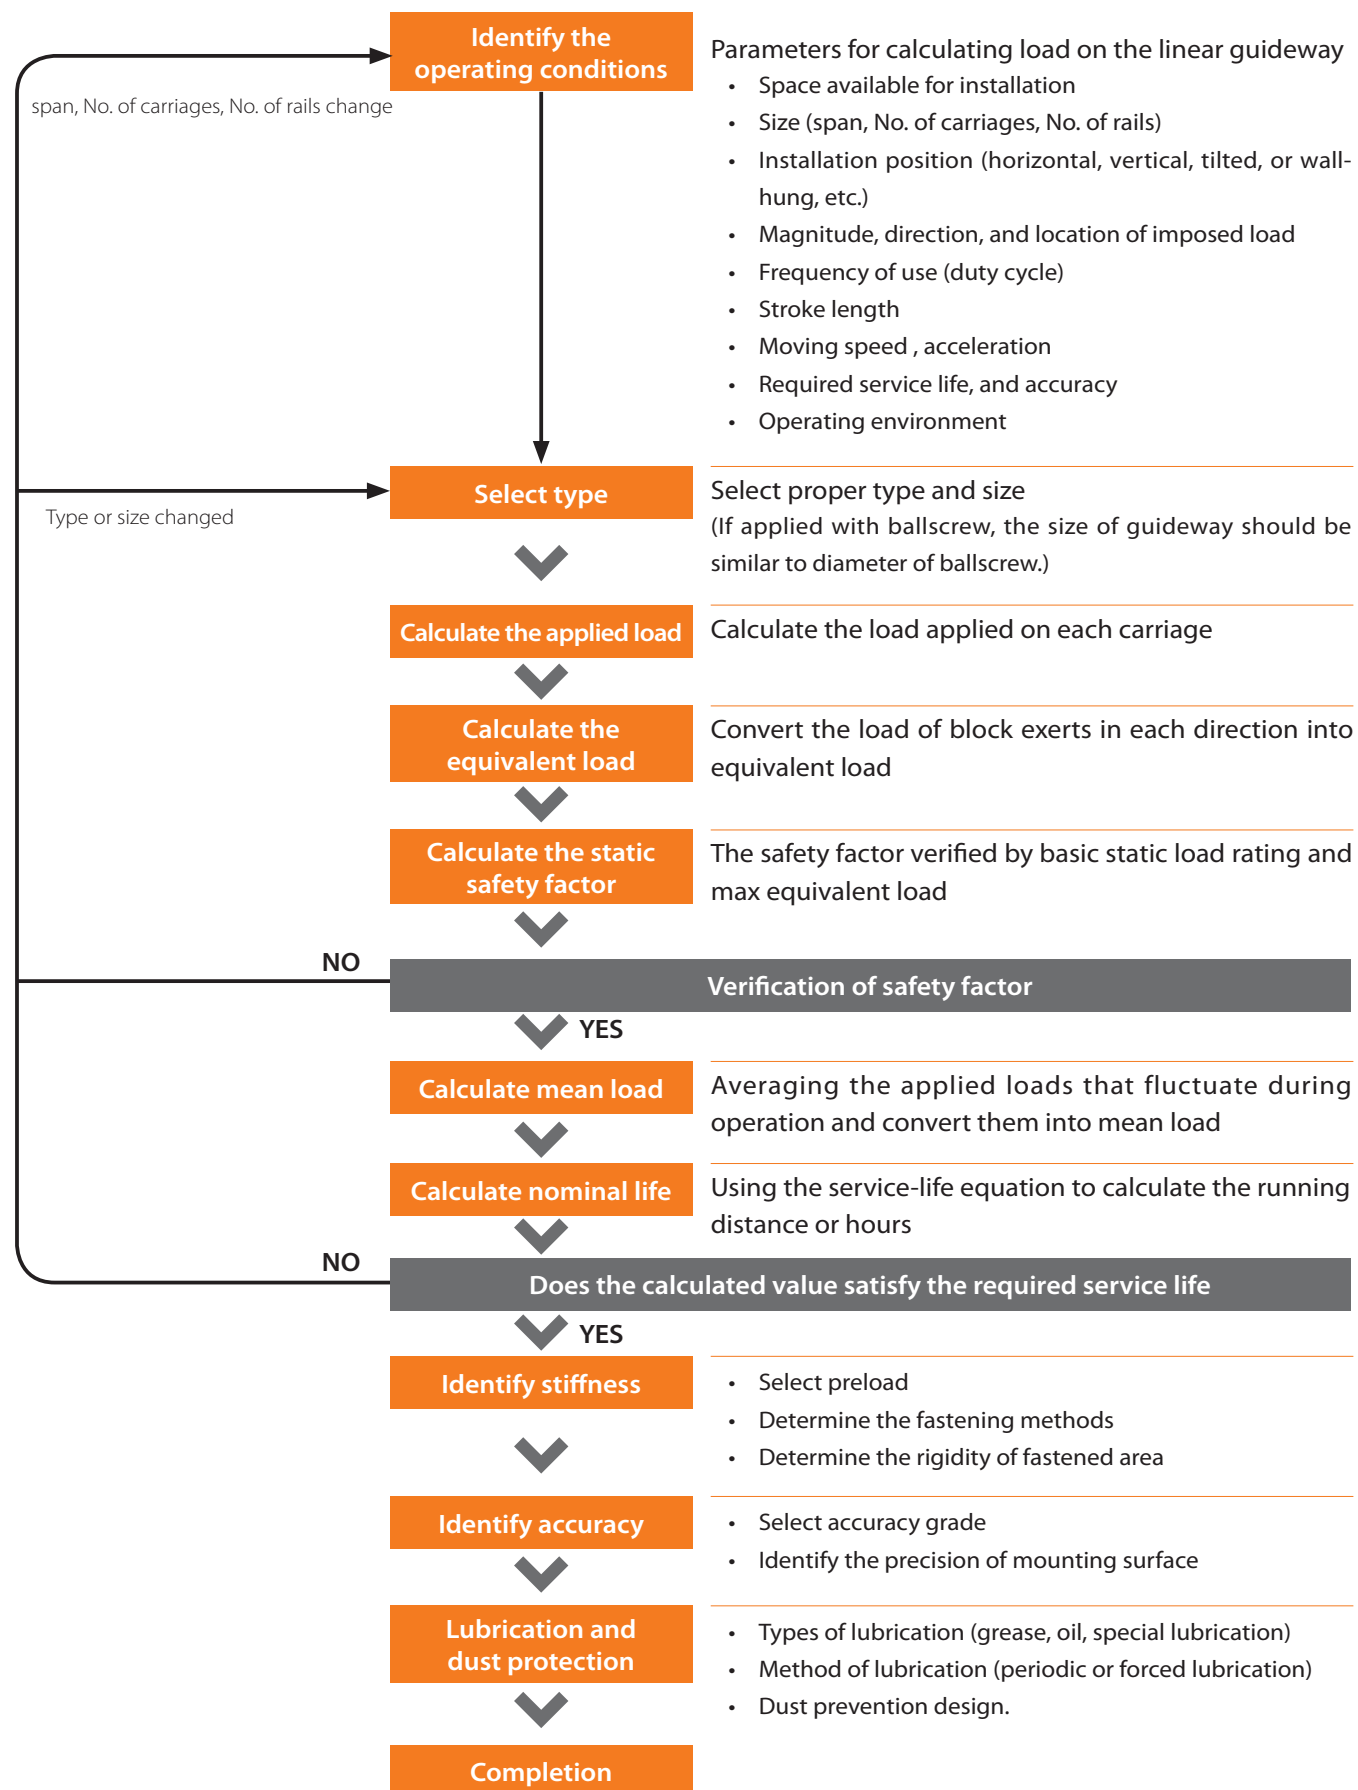 Identify the
operating conditions
span, No. of carriages, No. of rails change
Parameters for calculating load on the linear guideway
• Space available for installation
• Size (span, No. of carriages, No. of rails)
• Installation position (horizontal, vertical, tilted, or wall-
hung, etc.)
• Magnitude, direction, and location of imposed load
• Frequency of use (duty cycle)
• Stroke length
• Moving speed , acceleration
• Required service life, and accuracy
• Operating environment
Select type
Type or size changed
Select proper type and size
(If applied with ballscrew, the size of guideway should be
similar to diameter of ballscrew.)
Calculate the applied load
Calculate the load applied on each carriage
Calculate the
equivalent load
Convert the load of block exerts in each direction into
equivalent load
Calculate the static
safety factor
The safety factor verified by basic static load rating and
max equivalent load
NO
Verification of safety factor
YES
Calculate mean load
Averaging the applied loads that fluctuate during
operation and convert them into mean load
Calculate nominal life
Using the service-life equation to calculate the running
distance or hours
NO
Does the calculated value satisfy the required service life
YES
Identify stiffness
• Select preload
• Determine the fastening methods
• Determine the rigidity of fastened area
Identify accuracy
• Select accuracy grade
• Identify the precision of mounting surface
Lubrication and
dust protection
• Types of lubrication (grease, oil, special lubrication)
• Method of lubrication (periodic or forced lubrication)
• Dust prevention design.
Completion